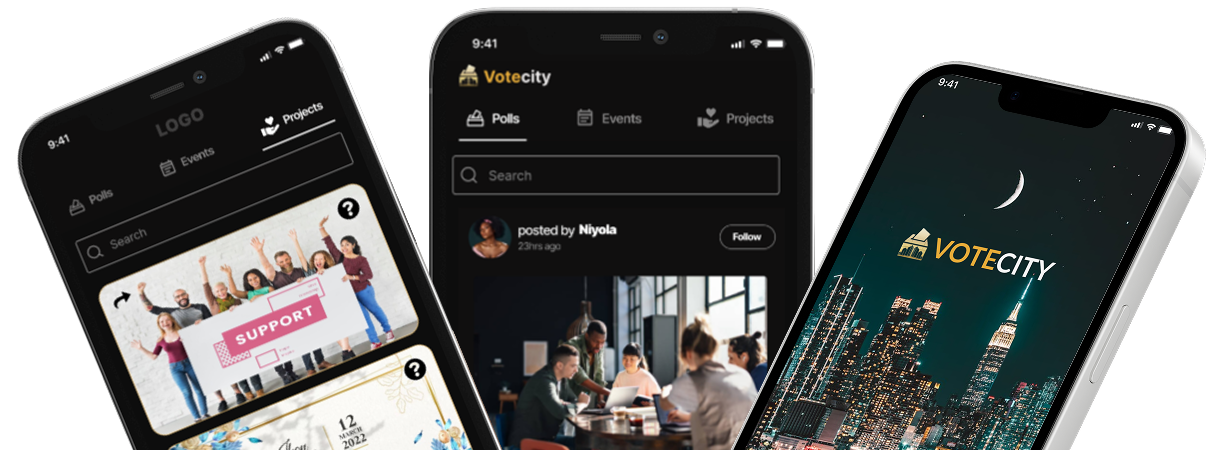 9:41
LOGO
Polls
Events
Projects
Search
SUPPORT
12
MARCH
2022
9:41
Votecity
Polls
Events
Projects
Search
posted by Niyola
23hrs ago
Follow
9:41
VOTECITY